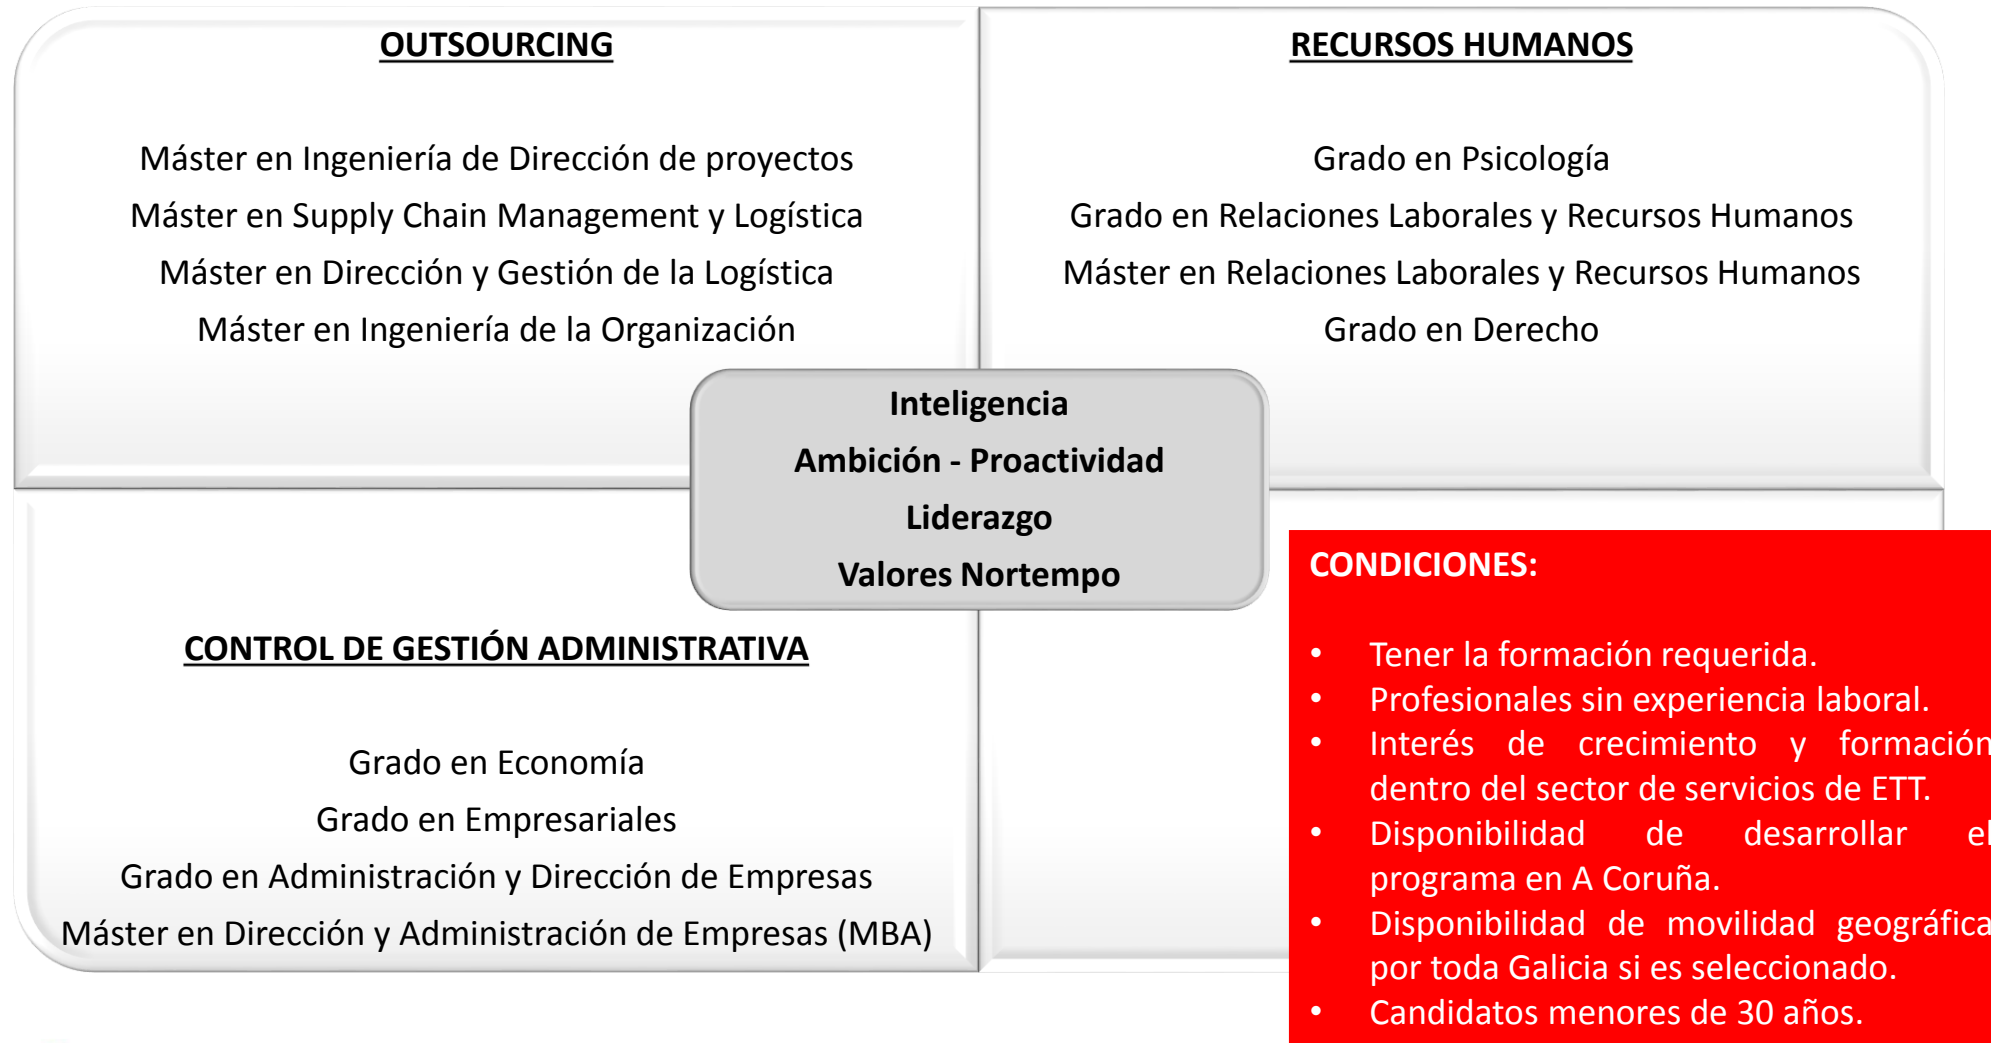 OUTSOURCING
Máster en Ingeniería de Dirección de proyectos
Máster en Supply Chain Management y Logística
Máster en Dirección y Gestión de la Logística
Máster en Ingeniería de la Organización
RECURSOS HUMANOS
Grado en Psicología
Grado en Relaciones Laborales y Recursos Humanos
Máster en Relaciones Laborales y Recursos Humanos
Grado en Derecho
Inteligencia
Ambición - Proactividad
Liderazgo
Valores Nortempo
CONTROL DE GESTIÓN ADMINISTRATIVA
Grado en Economía
Grado en Empresariales
Grado en Administración y Dirección de Empresas
Máster en Dirección y Administración de Empresas (MBA)
CONDICIONES:
• Tener la formación requerida.
• Profesionales sin experiencia laboral.
• Interés de crecimiento y formación
dentro del sector de servicios de ETT.
• Disponibilidad de desarrollar el
programa en A Coruña.
• Disponibilidad de movilidad geográfica
por toda Galicia si es seleccionado.
• Candidatos menores de 30 años.